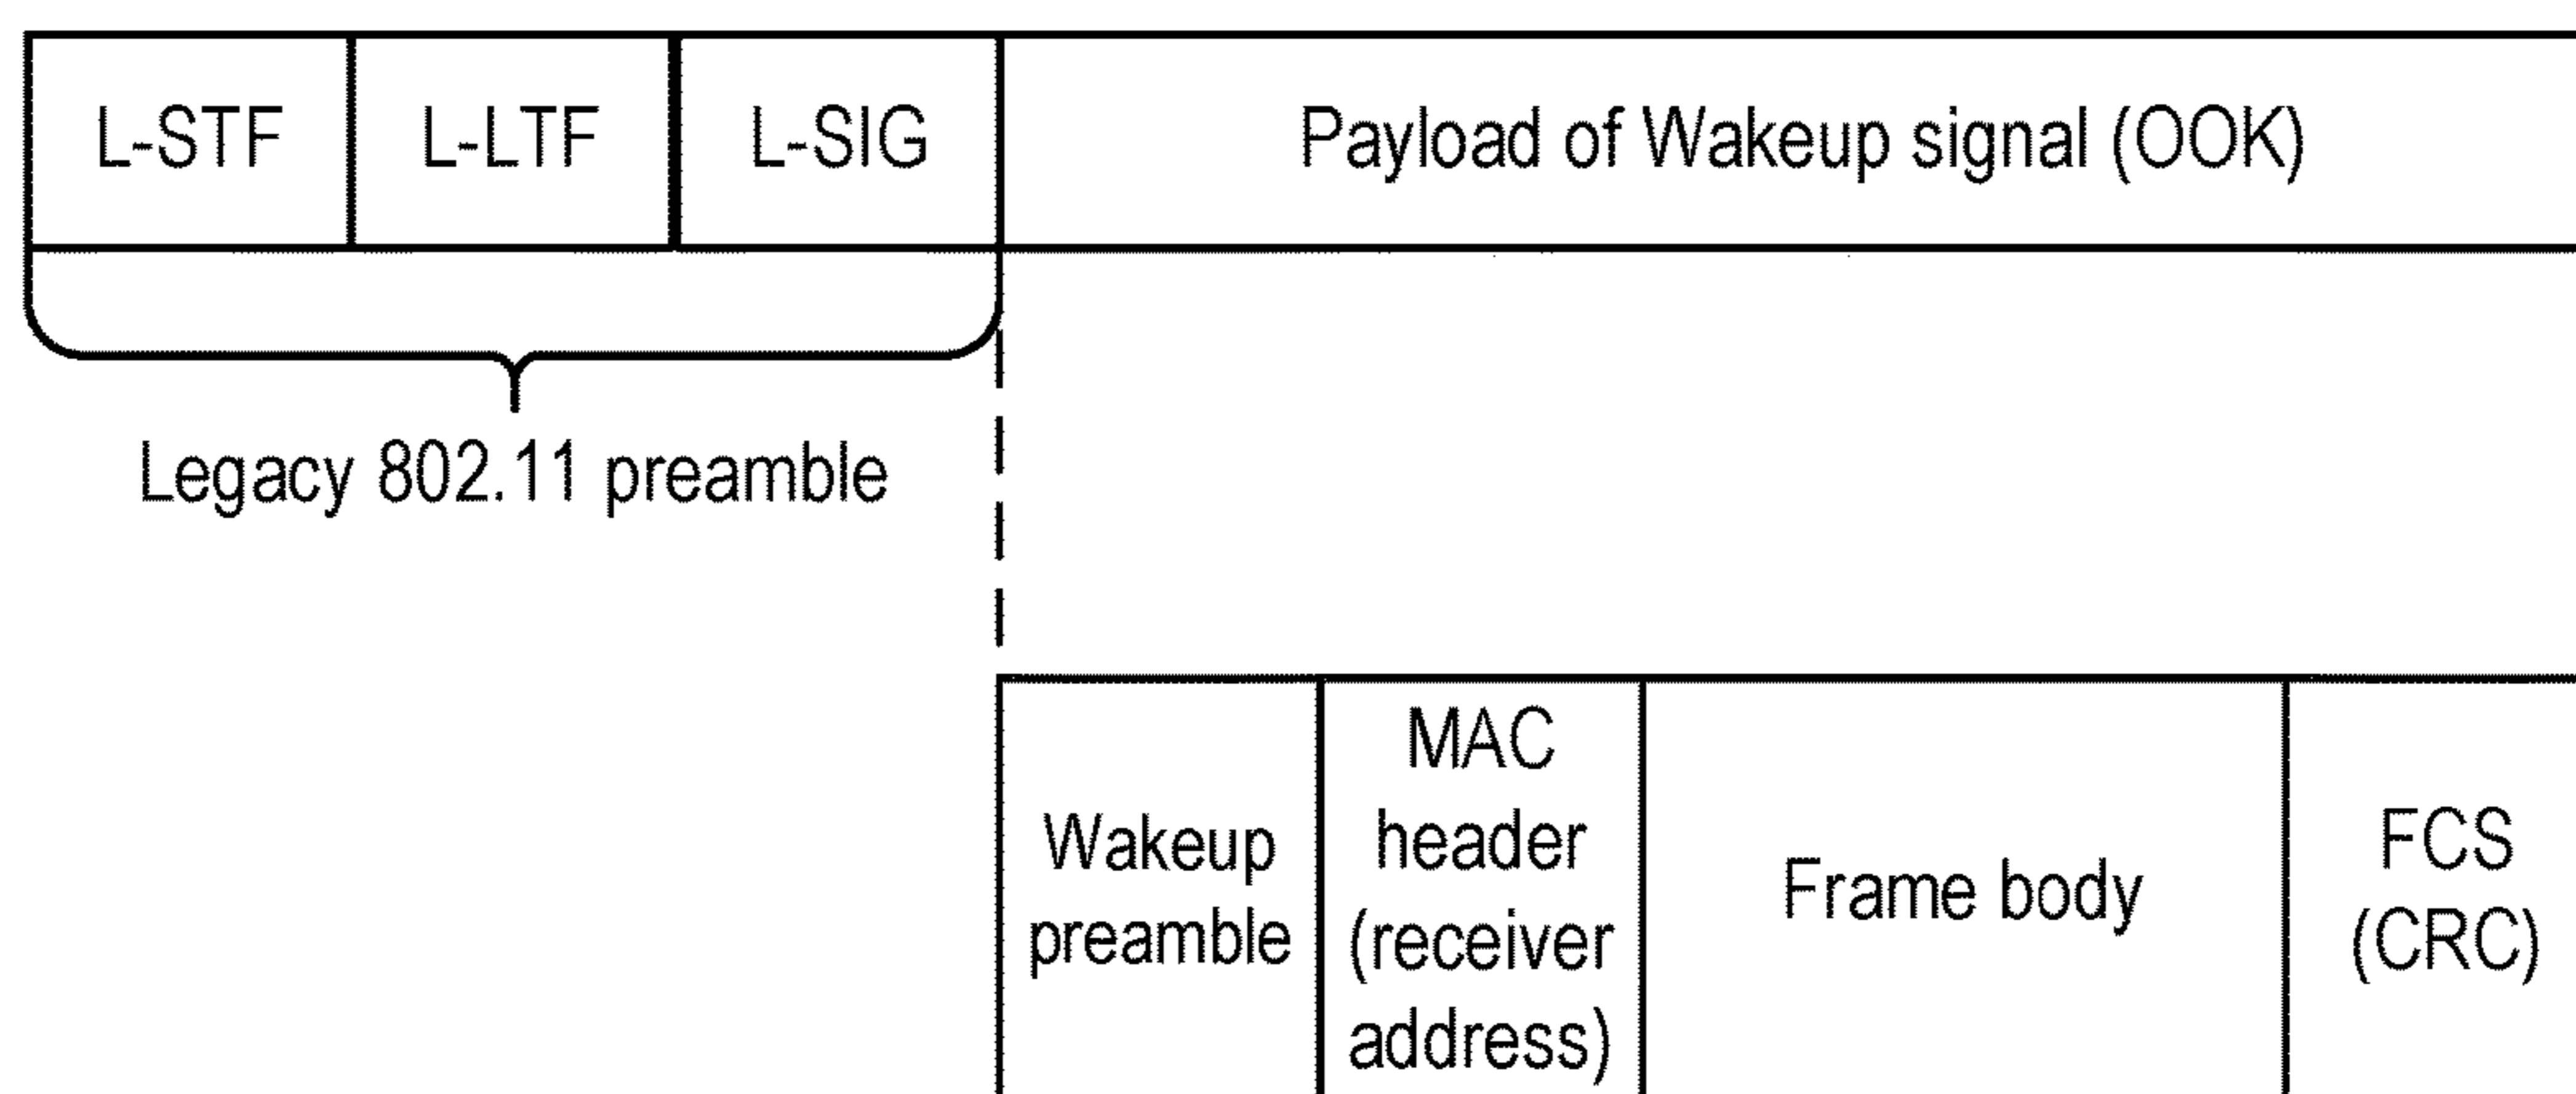 L-STF
L-LTF
L-SIG
Payload of Wakeup signal (OOK)
Legacy 802.11 preamble
Wakeup
preamble
MAC
header
(receiver
address)
Frame body
FCS
(CRC)